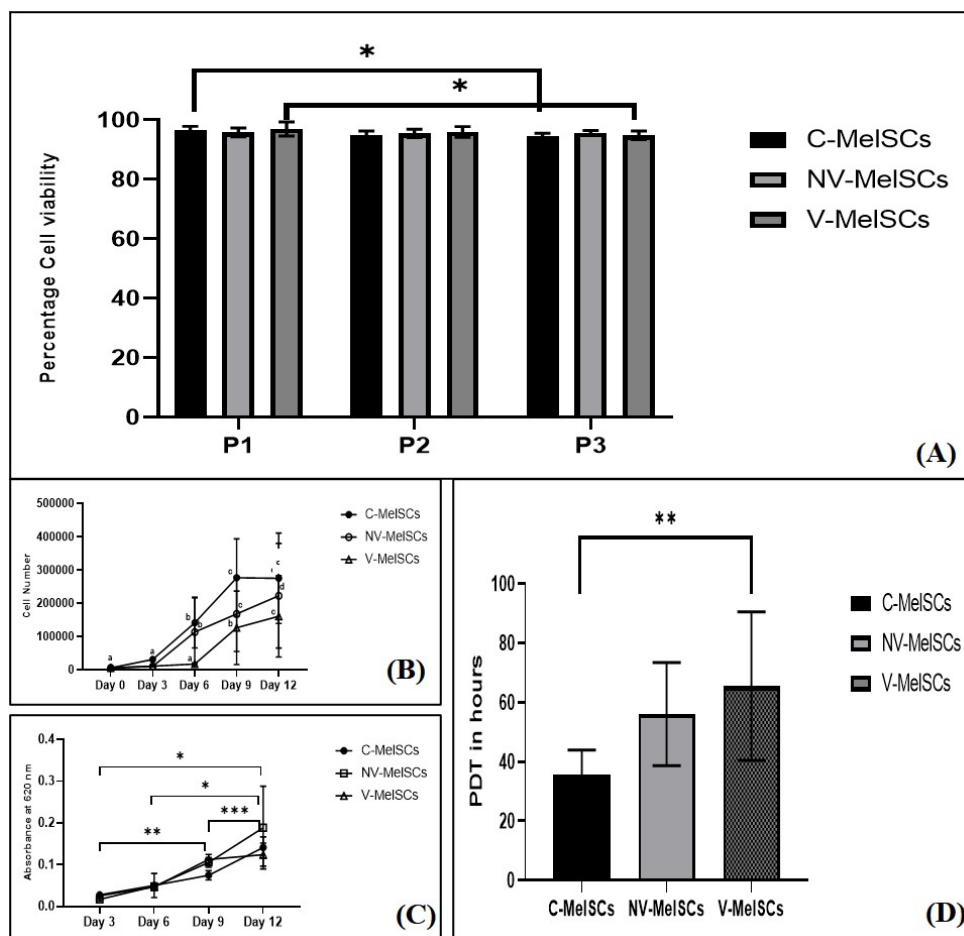 *
*
100
80
60
40
20
0
Percentage Cell viability
P1 P2 P3
C-MelSCs
NV-MelSCs
V-MelSCs
(A)
500000
400000
300000
200000
100000
0
Cell Number
C-MelSCs
NV-MelSCs
V-MelSCs
a a b b a c c b c d c
Day 0 Day 3 Day 6 Day 9 Day 12
(B)
0.4
0.3
0.2
0.1
0.0
Absorbance at 620 nm
*
*
***
**
C-MelSCs
NV-MelSCs
V-MelSCs
Day 3 Day 6 Day 9 Day 12
(C)
**
100
80
60
40
20
0
PDT in hours
C-MelSCs
NV-MelSCs
V-MelSCs
C-MelSCs NV-MelSCs V-MelSCs
(D)